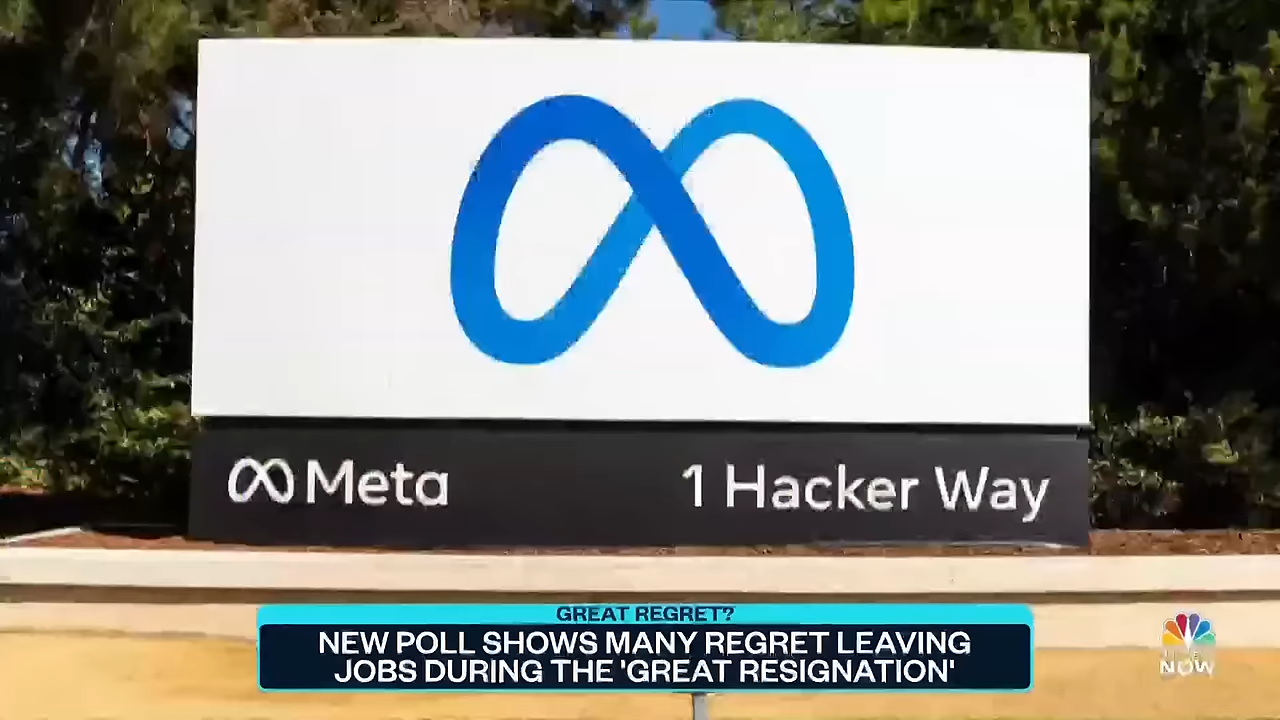 Meta
1 Hacker Way
GREAT REGRET?
NEW POLL SHOWS MANY REGRET LEAVING
JOBS DURING THE 'GREAT RESIGNATION'
NOW